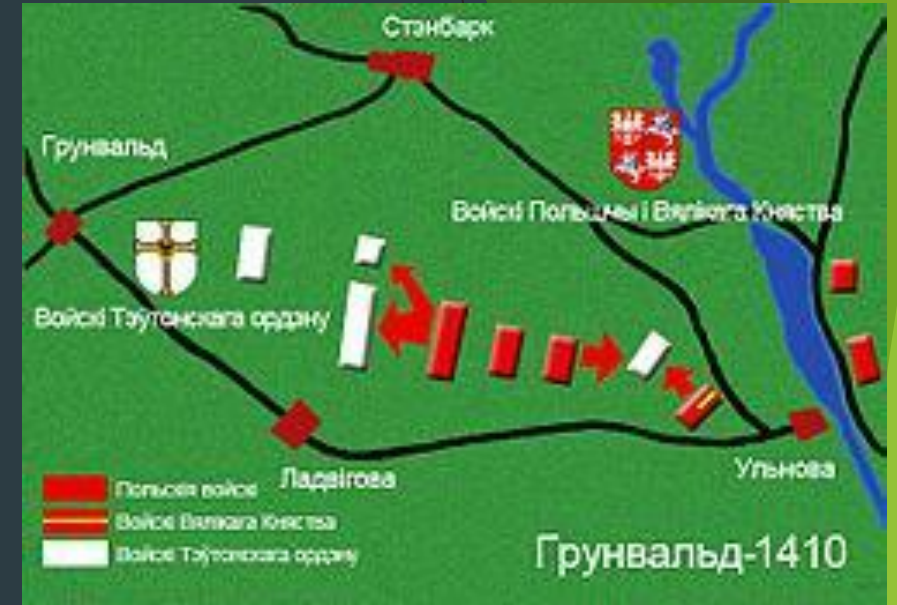 Стэнбарк
Грунвальд
Войскі Польшчы і Вялікага Княства
Войскі Тэўтонскага ордэну
Ладвігова
Ульнова
Польскія войскі
Войскі Вялікага Княства
Войскі Тэўтонскага ордэну
Грунвальд-1410